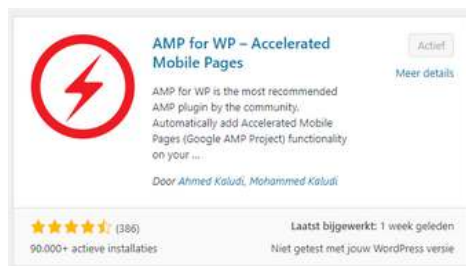 AMP for WP – Accelerated
Mobile Pages
Actief
Meer details
AMP for WP is the most recommended
AMP plugin by the community.
Automatically add Accelerated Mobile
Pages (Google AMP Project) functionality
on your ...
Door Ahmed Kaludi, Mohammed Kaludi
(386)
90.000+ actieve installaties
Laatst bijgewerkt: 1 week geleden
Niet getest met jouw WordPress versie